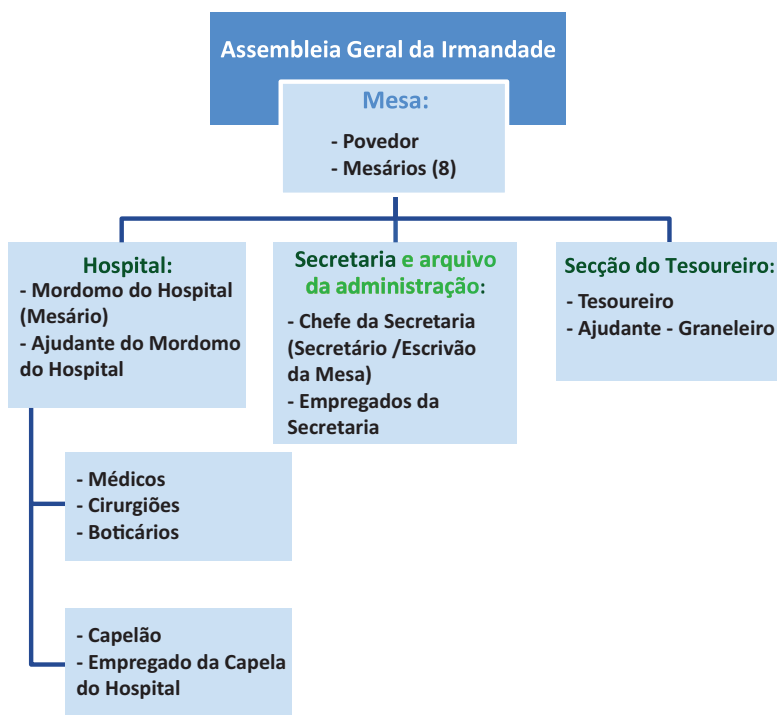 Assembleia Geral da Irmandade
Mesa:
- Povedor
- Mesários (8)
Hospital:
- Mordomo do Hospital
(Mesário)
- Ajudante do Mordomo
do Hospital
Secretaria e arquivo
da administração:
- Chefe da Secretaria
(Secretário /Escrivão
da Mesa)
- Empregados da
Secretaria
Secção do Tesoureiro:
- Tesoureiro
- Ajudante - Graneleiro
- Médicos
- Cirurgiões
- Boticários
- Capelão
- Empregado da Capela
do Hospital